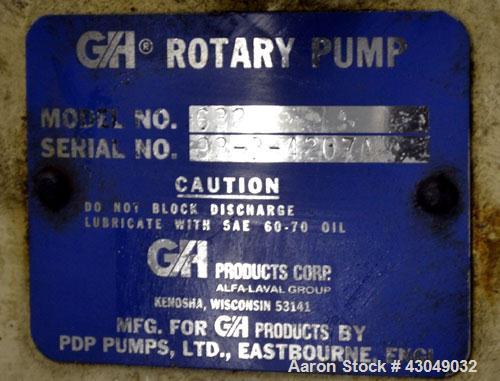 G&H® ROTARY PUMP
MODEL NO.
SERIAL NO.
CAUTION
DO NOT BLOCK DISCHARGE
LUBRICATE WITH SAE 60-70 OIL
G&H PRODUCTS CORP.
ALFA-LAVAL GROUP
KENOSHA, WISCONSIN 53141
MFG. FOR G&H PRODUCTS BY
PDP PUMPS, LTD., EASTBOURNE, ENGL
Aaron Stock # 43049032